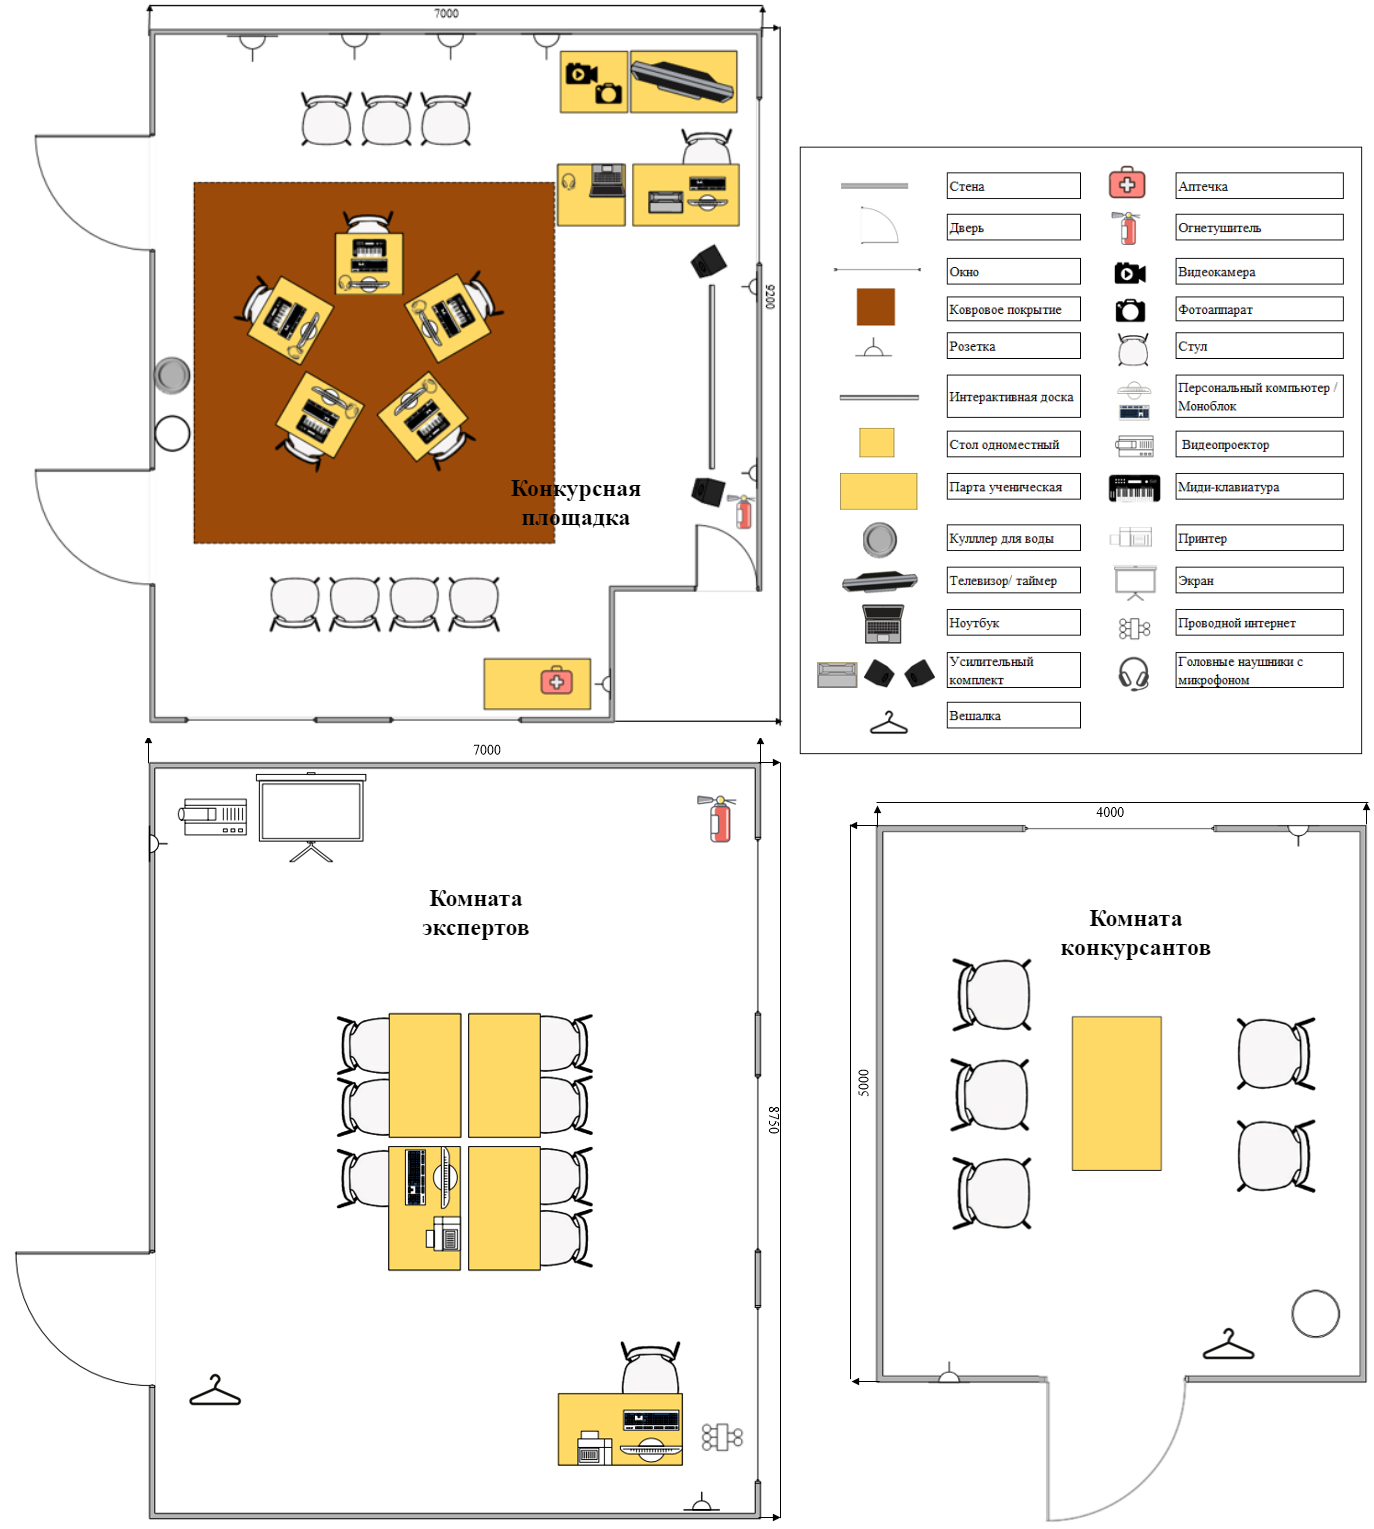 7000
9200
Конкурсная
площадка
Стена
Дверь
Окно
Ковровое покрытие
Розетка
Интерактивная доска
Стол одноместный
Парта ученическая
Кулллер для воды
Телевизор/ таймер
Ноутбук
Усилительный
комплект
Вешалка
Аптечка
Огнетушитель
Видеокамера
Фотоаппарат
Стул
Персональный компьютер /
Моноблок
Видеопроектор
Миди-клавиатура
Принтер
Экран
Проводной интернет
Головные наушники с
микрофоном
7000
8750
Комната
экспертов
4000
5000
Комната
конкурсантов